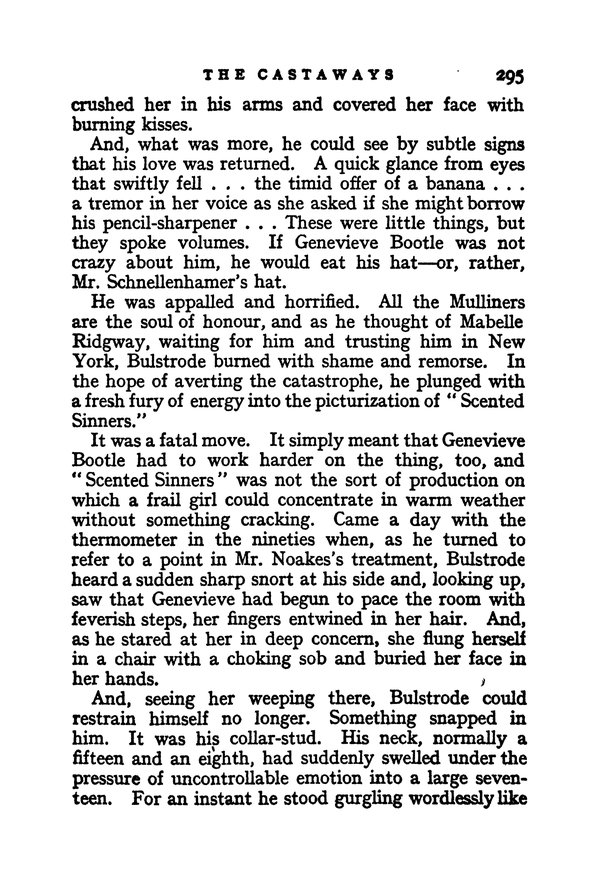 THE CASTAWAYS 295
crushed her in his arms and covered her face with
burning kisses.
And, what was more, he could see by subtle signs
that his love was returned. A quick glance from eyes
that swiftly fell . . . the timid offer of a banana . . .
a tremor in her voice as she asked if she might borrow
his pencil-sharpener . . . These were little things, but
they spoke volumes. If Genevieve Bootle was not
crazy about him, he would eat his hat—or, rather,
Mr. Schnellenhamer's hat.
He was appalled and horrified. All the Mulliners
are the soul of honour, and as he thought of Mabelle
Ridgway, waiting for him and trusting him in New
York, Bulstrode burned with shame and remorse. In
the hope of averting the catastrophe, he plunged with
a fresh fury of energy into the picturization of " Scented
Sinners."
It was a fatal move. It simply meant that Genevieve
Bootle had to work harder on the thing, too, and
" Scented Sinners " was not the sort of production on
which a frail girl could concentrate in warm weather
without something cracking. Came a day with the
thermometer in the nineties when, as he turned to
refer to a point in Mr. Noakes's treatment, Bulstrode
heard a sudden sharp snort at his side and, looking up,
saw that Genevieve had begun to pace the room with
feverish steps, her fingers entwined in her hair. And,
as he stared at her in deep concern, she flung herself
in a chair with a choking sob and buried her face in
her hands.
And, seeing her weeping there, Bulstrode could
restrain himself no longer. Something snapped in
him. It was his collar-stud. His neck, normally a
fifteen and an eighth, had suddenly swelled under the
pressure of uncontrollable emotion into a large seven-
teen. For an instant he stood gurgling wordlessly like